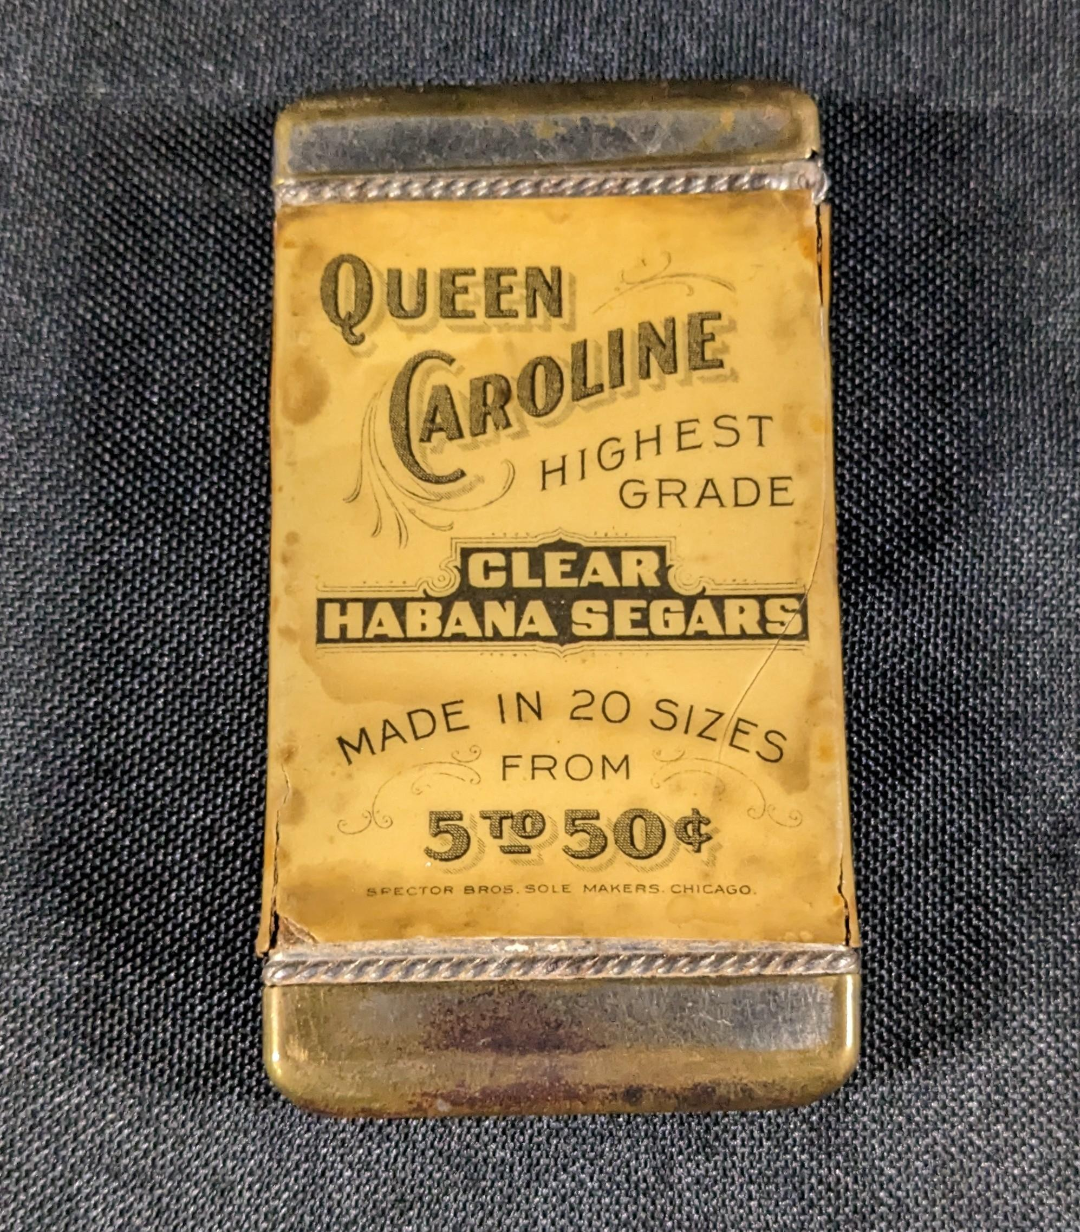 QUEEN
CAROLINE
HIGHEST
GRADE
CLEAR
HABANA SEGARS
MADE IN 20 SIZES
FROM
5 TO 50¢
SPECTOR BROS. SOLE MAKERS. CHICAGO.